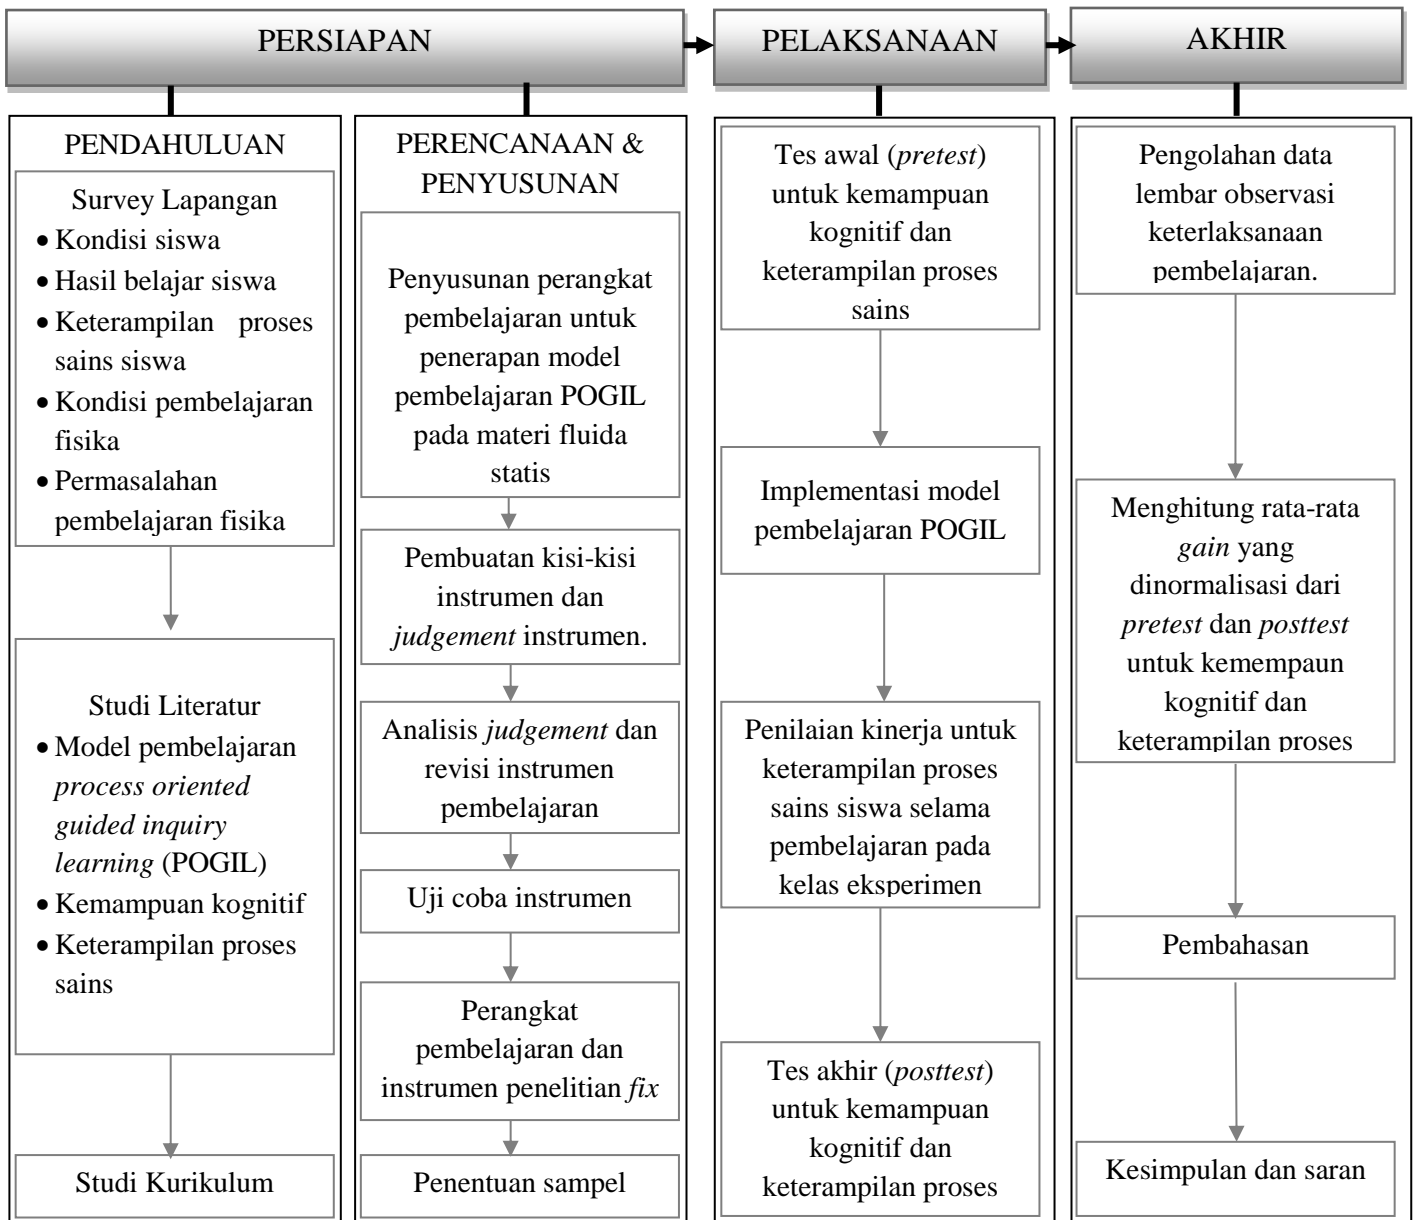 PERSIAPAN
PELAKSANAAN
AKHIR
PENDAHULUAN
Survey Lapangan
• Kondisi siswa
• Hasil belajar siswa
• Keterampilan proses
sains siswa
• Kondisi pembelajaran
fisika
• Permasalahan
pembelajaran fisika
Studi Literatur
• Model pembelajaran
process oriented
guided inquiry
learning (POGIL)
• Kemampuan kognitif
• Keterampilan proses
sains
Studi Kurikulum
PERENCANAAN &
PENYUSUNAN
Penyusunan perangkat
pembelajaran untuk
penerapan model
pembelajaran POGIL
pada materi fluida
statis
Pembuatan kisi-kisi
instrumen dan
judgement instrumen.
Analisis judgement dan
revisi instrumen
pembelajaran
Uji coba instrumen
Perangkat
pembelajaran dan
instrumen penelitian fix
Penentuan sampel
Tes awal (pretest)
untuk kemampuan
kognitif dan
keterampilan proses
sains
Implementasi model
pembelajaran POGIL
Penilaian kinerja untuk
keterampilan proses
sains siswa selama
pembelajaran pada
kelas eksperimen
Tes akhir (posttest)
untuk kemampuan
kognitif dan
keterampilan proses
Pengolahan data
lembar observasi
keterlaksanaan
pembelajaran.
Menghitung rata-rata
gain yang
dinormalisasi dari
pretest dan posttest
untuk kemempaun
kognitif dan
keterampilan proses
Pembahasan
Kesimpulan dan saran